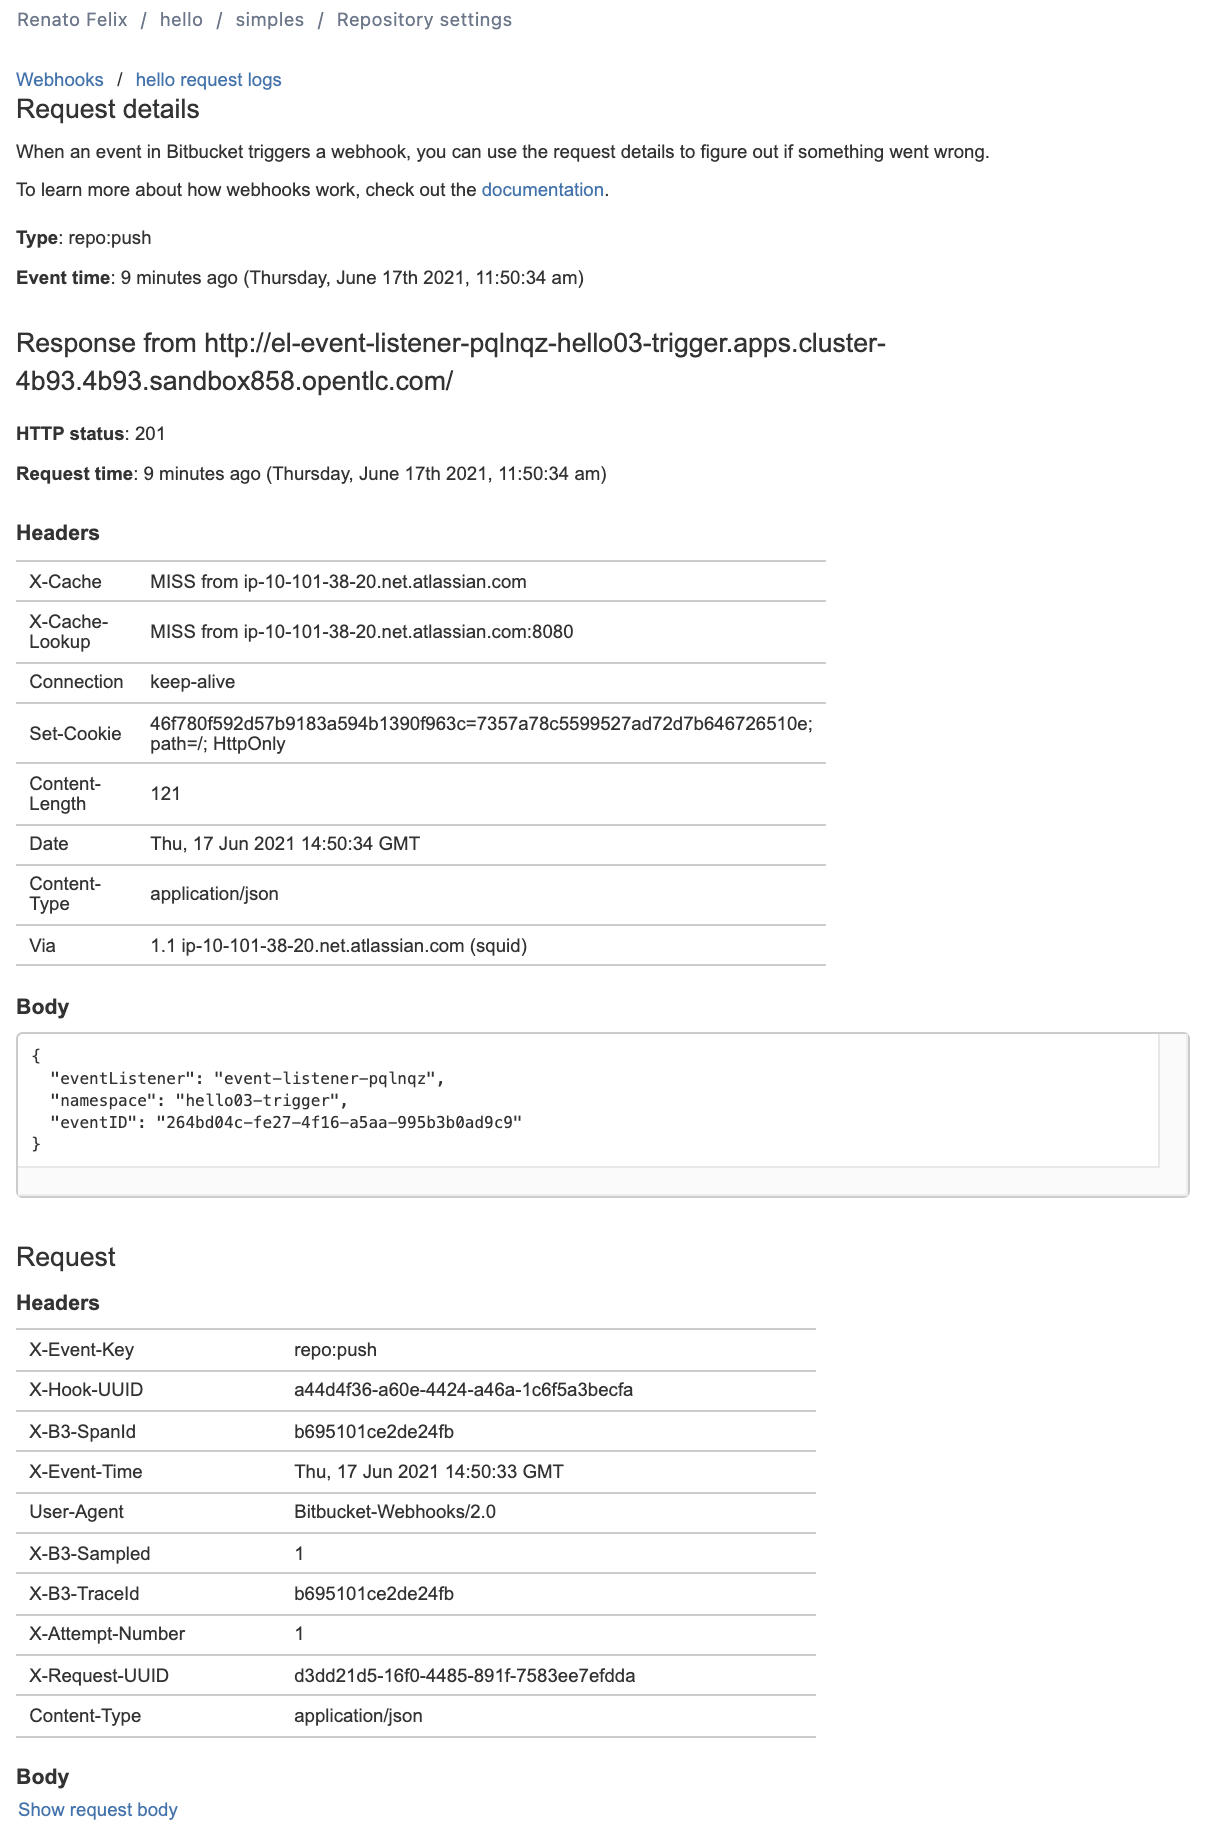 Renato Felix / hello / simples / Repository settings
Webhooks / hello request logs
Request details
When an event in Bitbucket triggers a webhook, you can use the request details to figure out if something went wrong.
To learn more about how webhooks work, check out the documentation.
Type: repo:push
Event time: 9 minutes ago (Thursday, June 17th 2021, 11:50:34 am)
Response from http://el-event-listener-pqlnqz-hello03-trigger.apps.cluster-
4b93.4b93.sandbox858.opentlc.com/
HTTP status: 201
Request time: 9 minutes ago (Thursday, June 17th 2021, 11:50:34 am)
Headers
X-Cache MISS from ip-10-101-38-20.net.atlassian.com
X-Cache-
Lookup MISS from ip-10-101-38-20.net.atlassian.com:8080
Connection keep-alive
Set-Cookie 46f780f592d57b9183a594b1390f963c=7357a78c5599527ad72d7b646726510e;
path=/; HttpOnly
Content-
Length 121
Date Thu, 17 Jun 2021 14:50:34 GMT
Content-
Type application/json
Via 1.1 ip-10-101-38-20.net.atlassian.com (squid)
Body
{
"eventListener": "event-listener-pqlnqz",
"namespace": "hello03-trigger",
"eventID": "264bd04c-fe27-4f16-a5aa-995b3b0ad9c9"
}
Request
Headers
X-Event-Key repo:push
X-Hook-UUID a44d4f36-a60e-4424-a46a-1c6f5a3becfa
X-B3-SpanId b695101ce2de24fb
X-Event-Time Thu, 17 Jun 2021 14:50:33 GMT
User-Agent Bitbucket-Webhooks/2.0
X-B3-Sampled 1
X-B3-TraceId b695101ce2de24fb
X-Attempt-Number 1
X-Request-UUID d3dd21d5-16f0-4485-891f-7583ee7efdda
Content-Type application/json
Body
Show request body